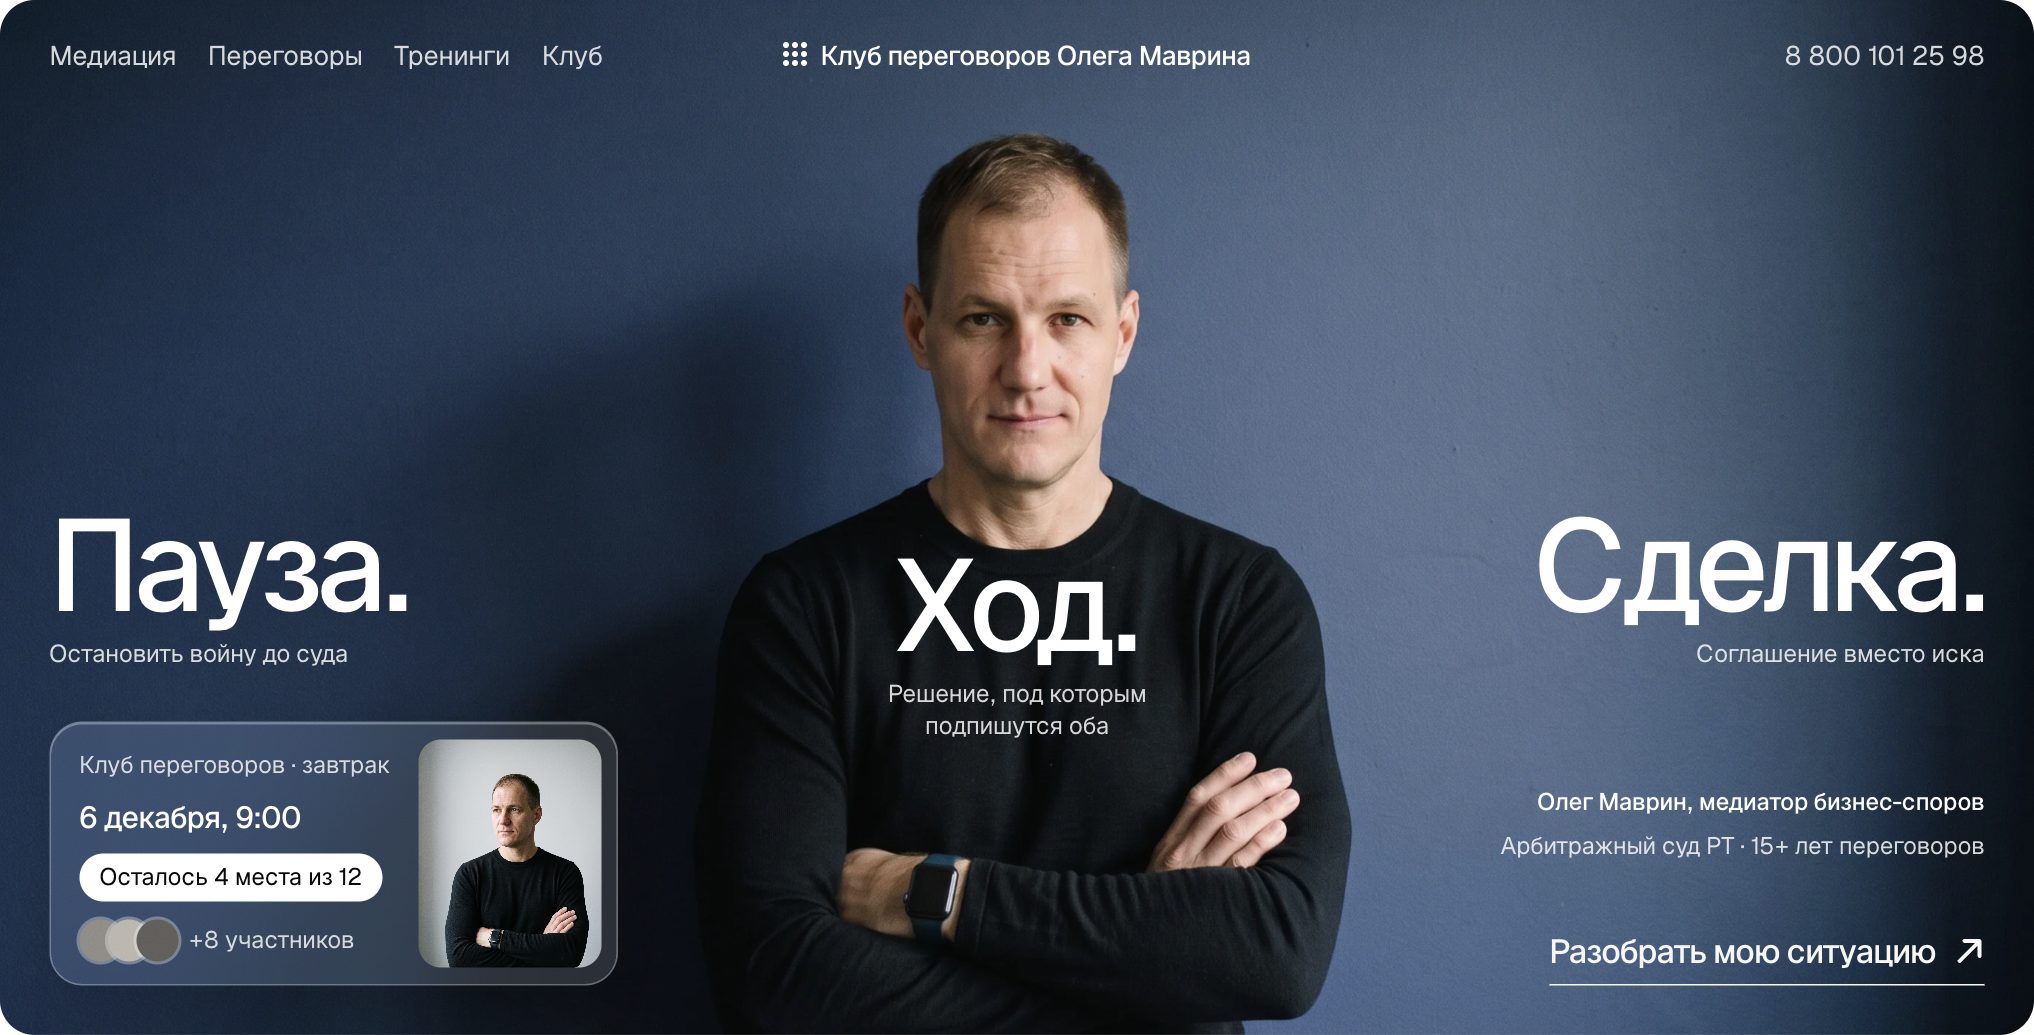 Медиация Переговоры Тренинги Клуб
Клуб переговоров Олега Маврина
8 800 101 25 98
Пауза.
Остановить войну до суда
Ход.
Решение, под которым
подпишутся оба
Сделка.
Соглашение вместо иска
Клуб переговоров · завтрак
6 декабря, 9:00
Осталось 4 места из 12
+8 участников
Олег Маврин, медиатор бизнес-споров
Арбитражный суд РТ · 15+ лет переговоров
Разобрать мою ситуацию